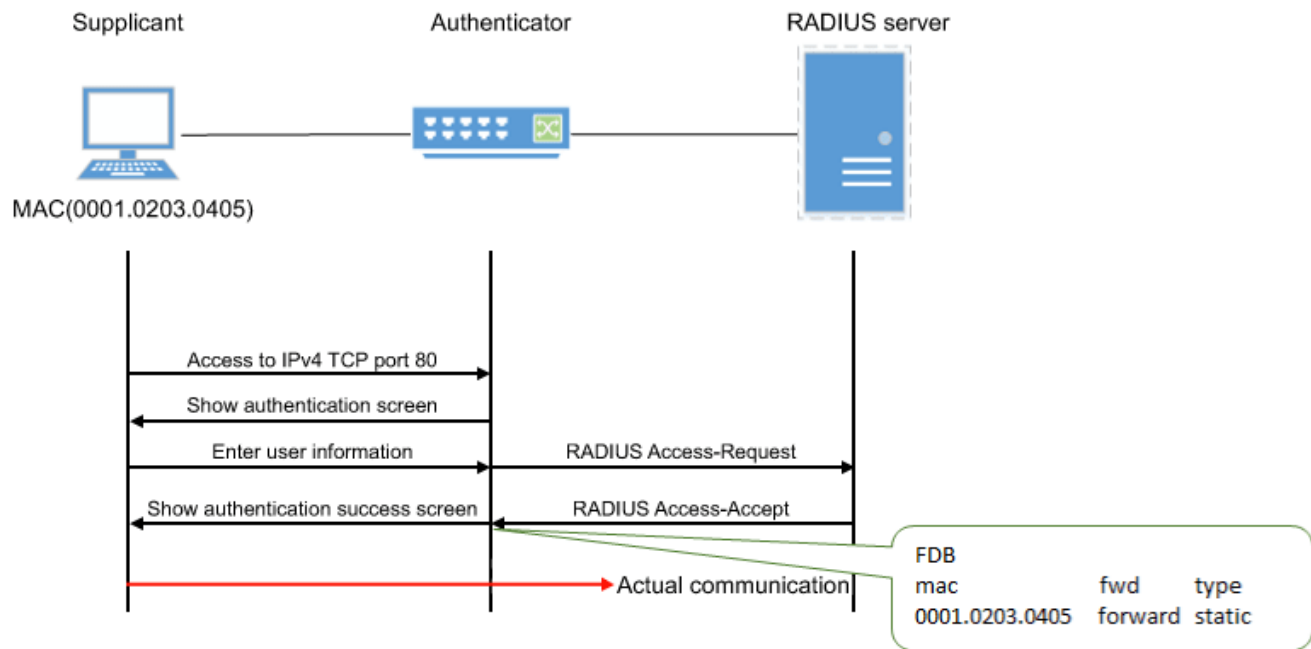 Supplicant
Authenticator
RADIUS server
MAC(0001.0203.0405)
Access to IPv4 TCP port 80
Show authentication screen
Enter user information
RADIUS Access-Request
Show authentication success screen
RADIUS Access-Accept
Actual communication
FDB
mac fwd type
0001.0203.0405 forward static